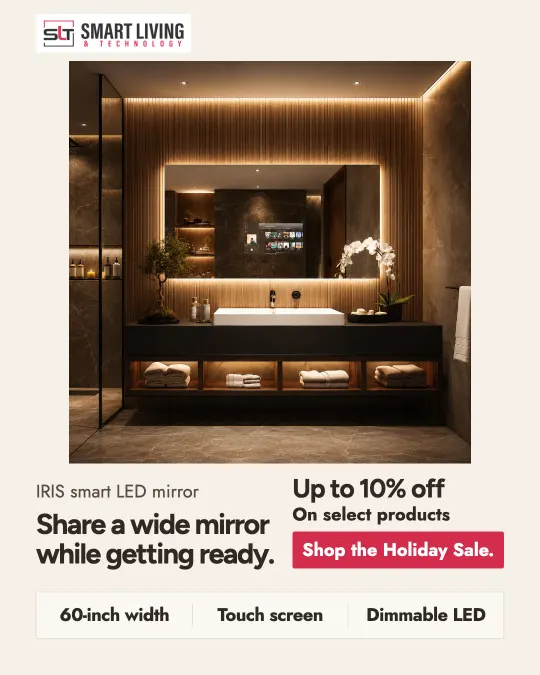 SLT SMART LIVING
& TECHNOLOGY
IRIS smart LED mirror
Share a wide mirror
while getting ready.
Up to 10% off
On select products
Shop the Holiday Sale.
60-inch width
Touch screen
Dimmable LED